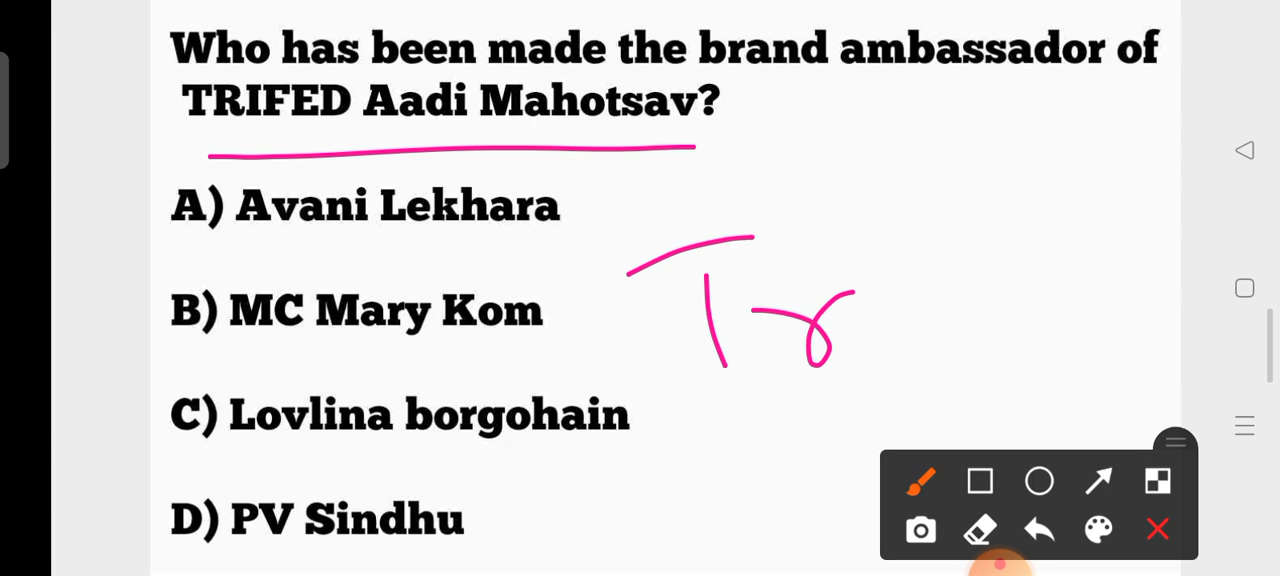 Who has been made the brand ambassador of
TRIFED Aadi Mahotsav?
A) Avani Lekhara
Tr
B) MC Mary Kom
C) Lovlina borgohain
D) PV Sindhu